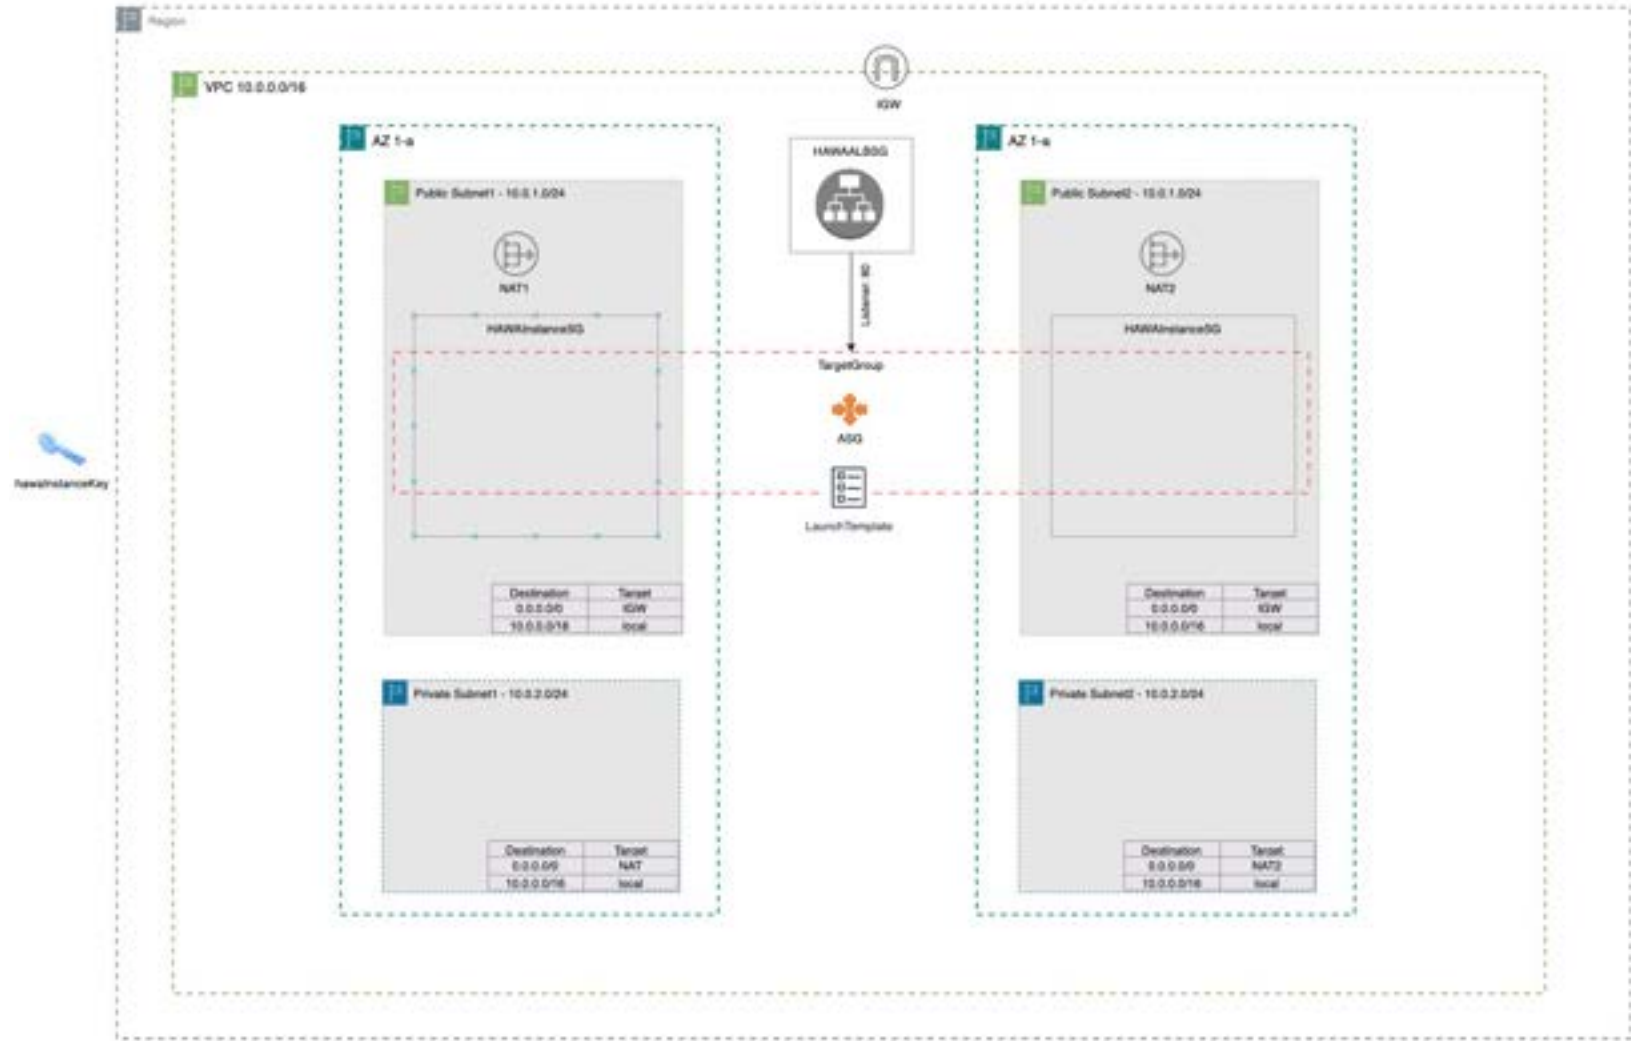 Region
VPC 10.0.0.0/16
IGW
AZ 1-a
Public Subnet1 - 10.0.1.0/24
NAT1
HAWAInstanceSG
Destination Target
0.0.0.0/0 IGW
10.0.0.0/16 local
Private Subnet1 - 10.0.2.0/24
Destination Target
0.0.0.0/0 NAT
10.0.0.0/16 local
HAWAALBSG
Listener: 80
TargetGroup
ASG
LaunchTemplate
AZ 1-a
Public Subnet2 - 10.0.1.0/24
NAT2
HAWAInstanceSG
Destination Target
0.0.0.0/0 IGW
10.0.0.0/16 local
Private Subnet2 - 10.0.2.0/24
Destination Target
0.0.0.0/0 NAT2
10.0.0.0/16 local
hawaInstanceKey